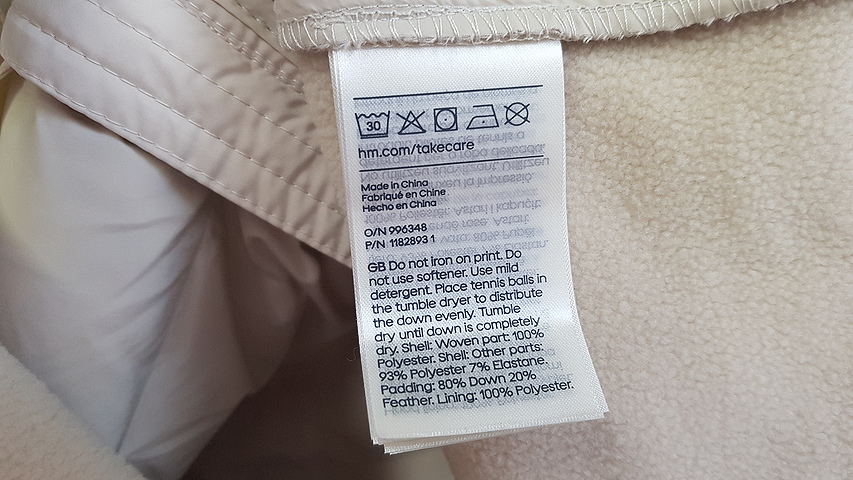 30
hm.com/takecare
Made in China
Fabriqué en Chine
Hecho en China
O/N 996348
P/N 1182893 1
GB Do not iron on print. Do
not use softener. Use mild
detergent. Place tennis balls in
the tumble dryer to distribute
the down evenly. Tumble
dry until down is completely
dry. Shell: Woven part: 100%
Polyester. Shell: Other parts:
93% Polyester 7% Elastane.
Padding: 80% Down 20%
Feather. Lining: 100% Polyester.